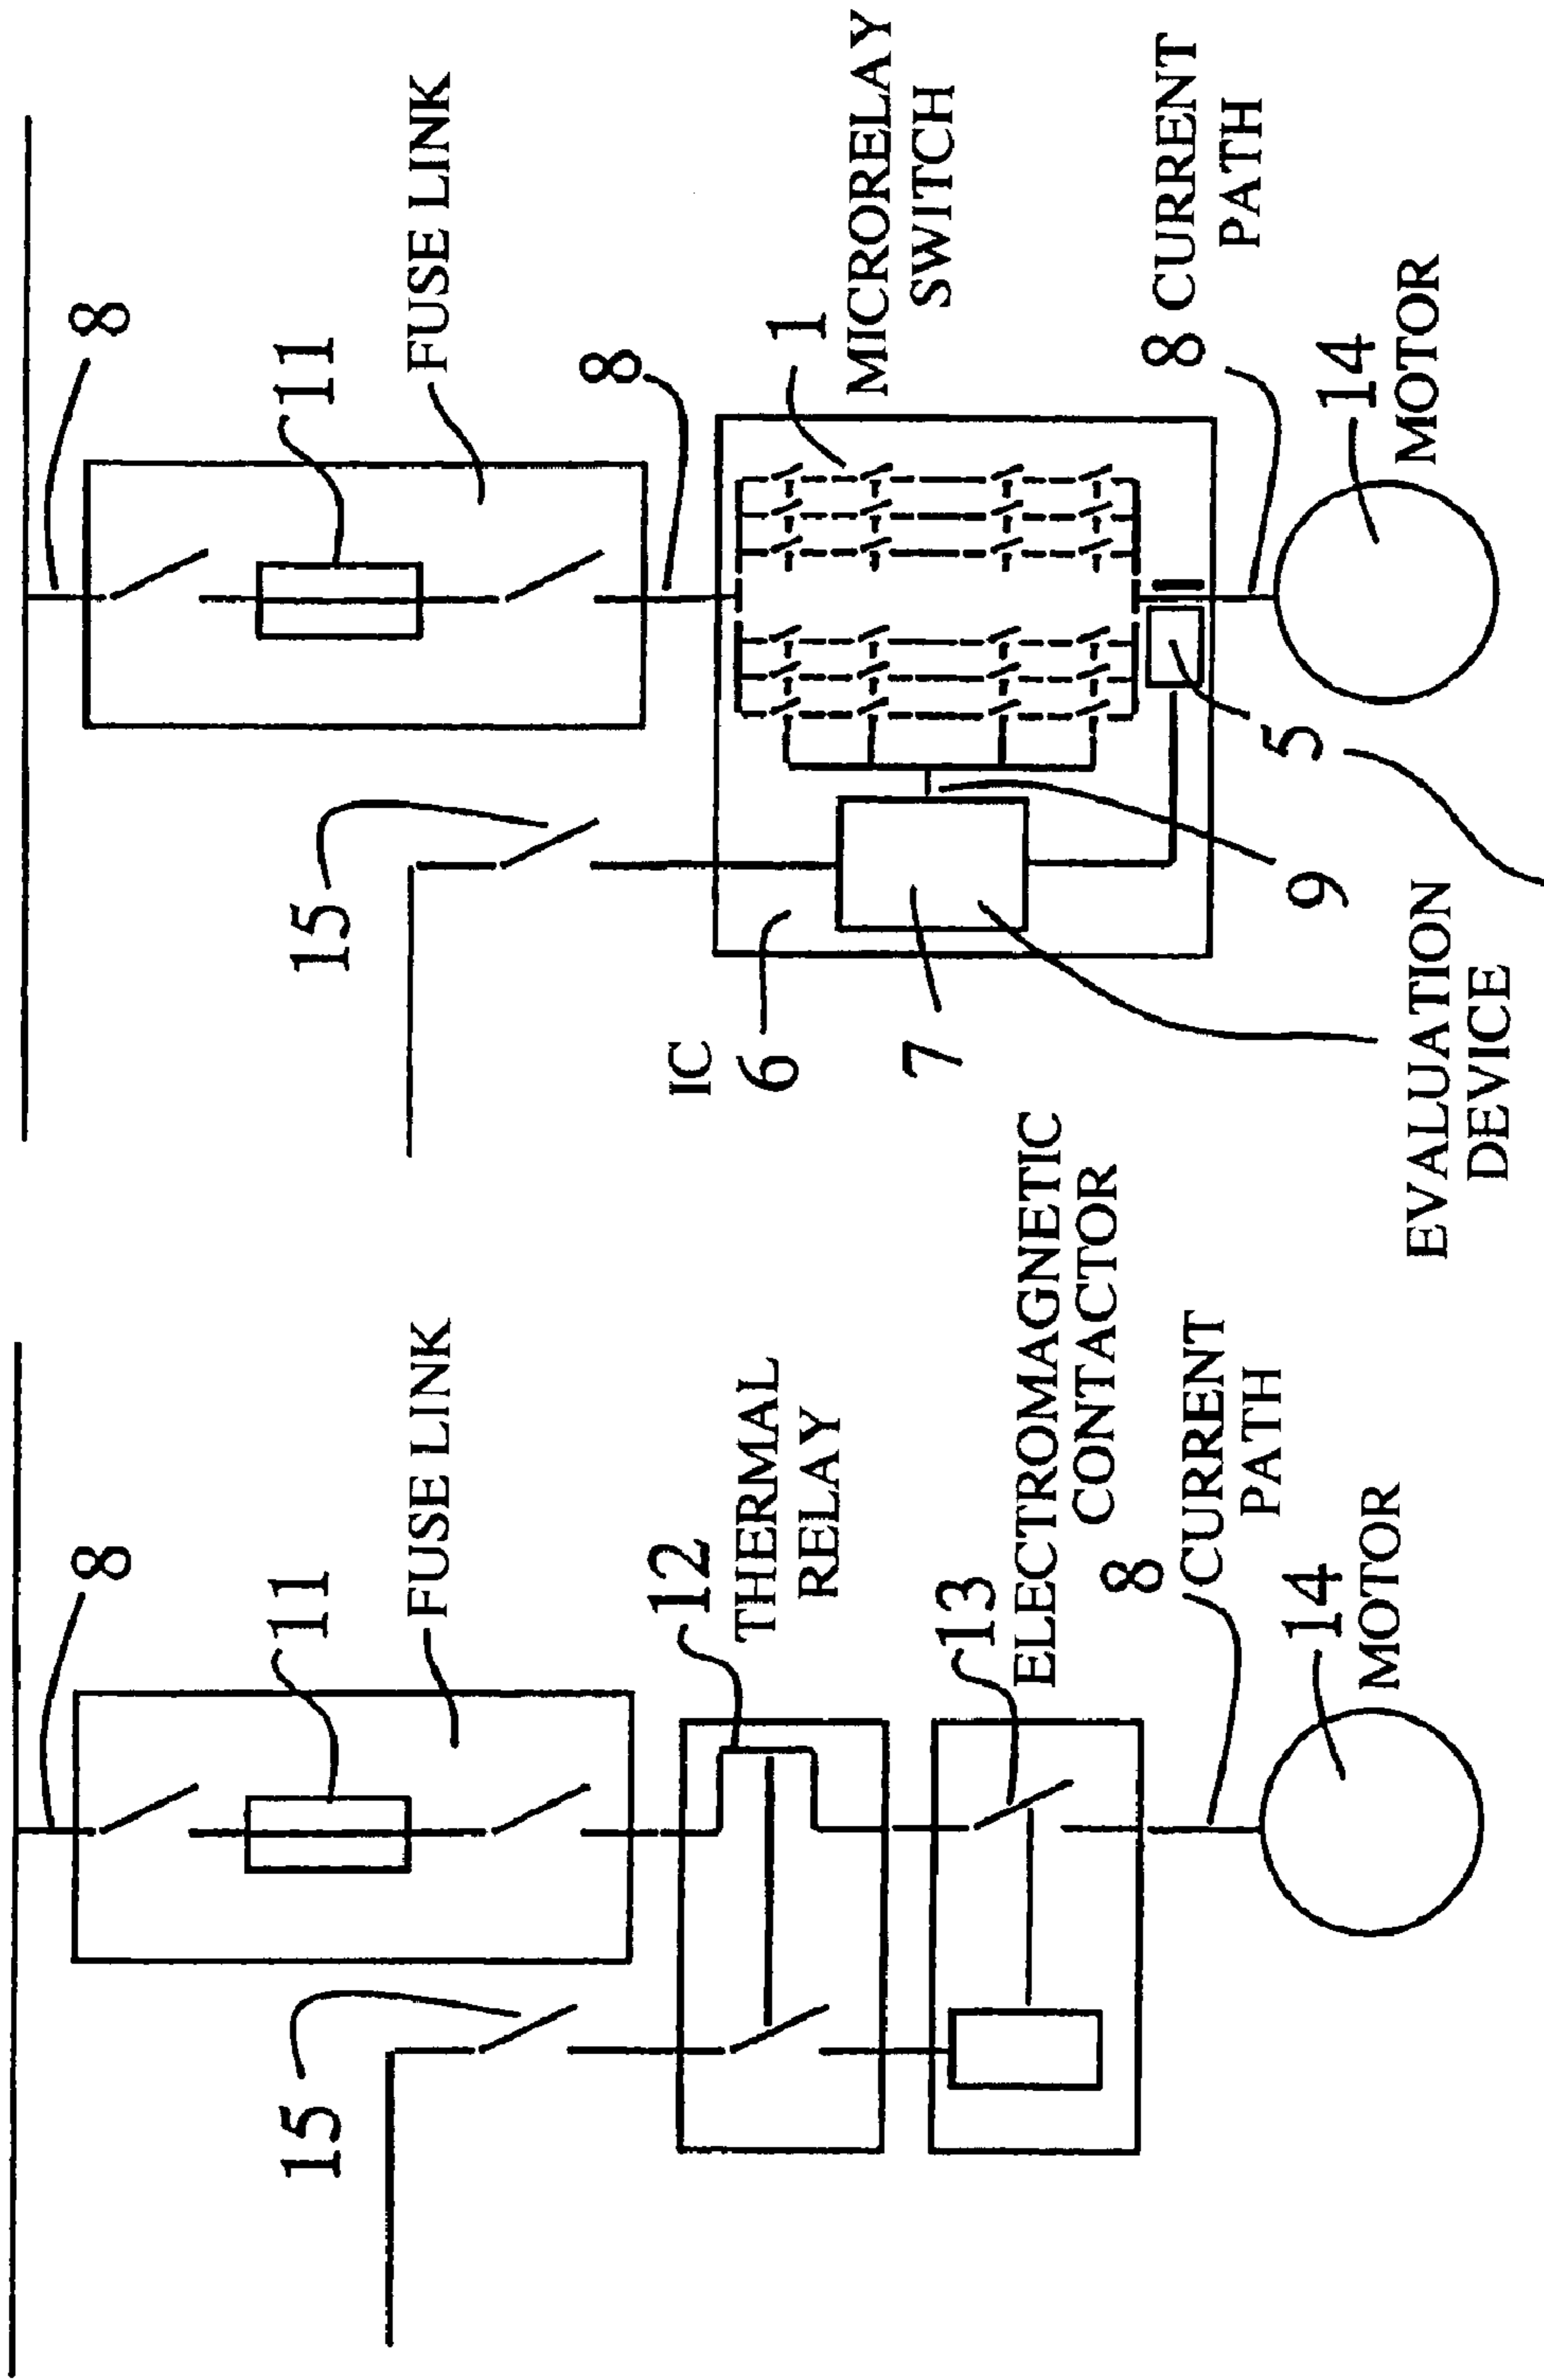 8
11
FUSE LINK
15
12
THERMAL
RELAY
13
ELECTROMAGNETIC
CONTACTOR
8 CURRENT
PATH
14
MOTOR
8
11
FUSE LINK
8
15
IC
6
7
1
MICRORELAY
SWITCH
8 CURRENT
PATH
14
MOTOR
5
9
EVALUATION
DEVICE